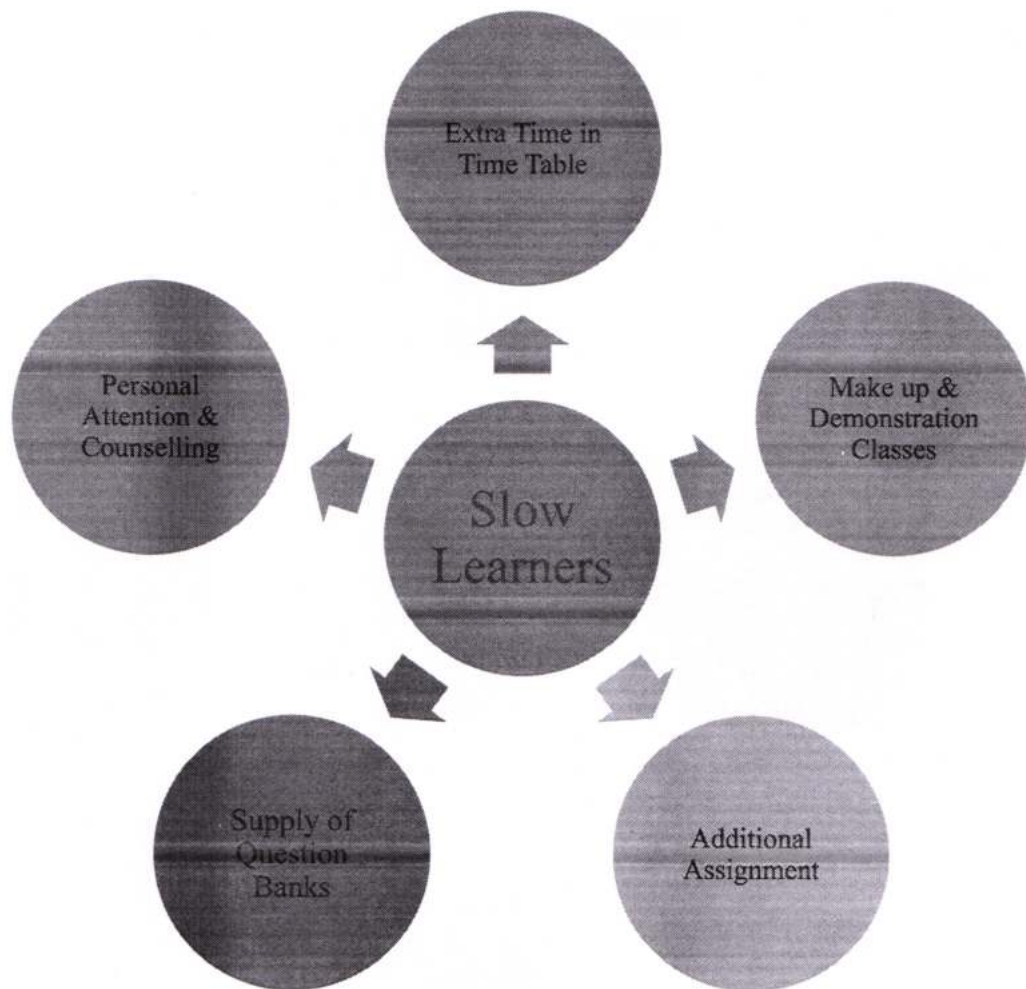 Extra Time in
Time Table
Personal
Attention &
Counselling
Make up &
Demonstration
Classes
Slow
Learners
Supply of
Question
Banks
Additional
Assignment